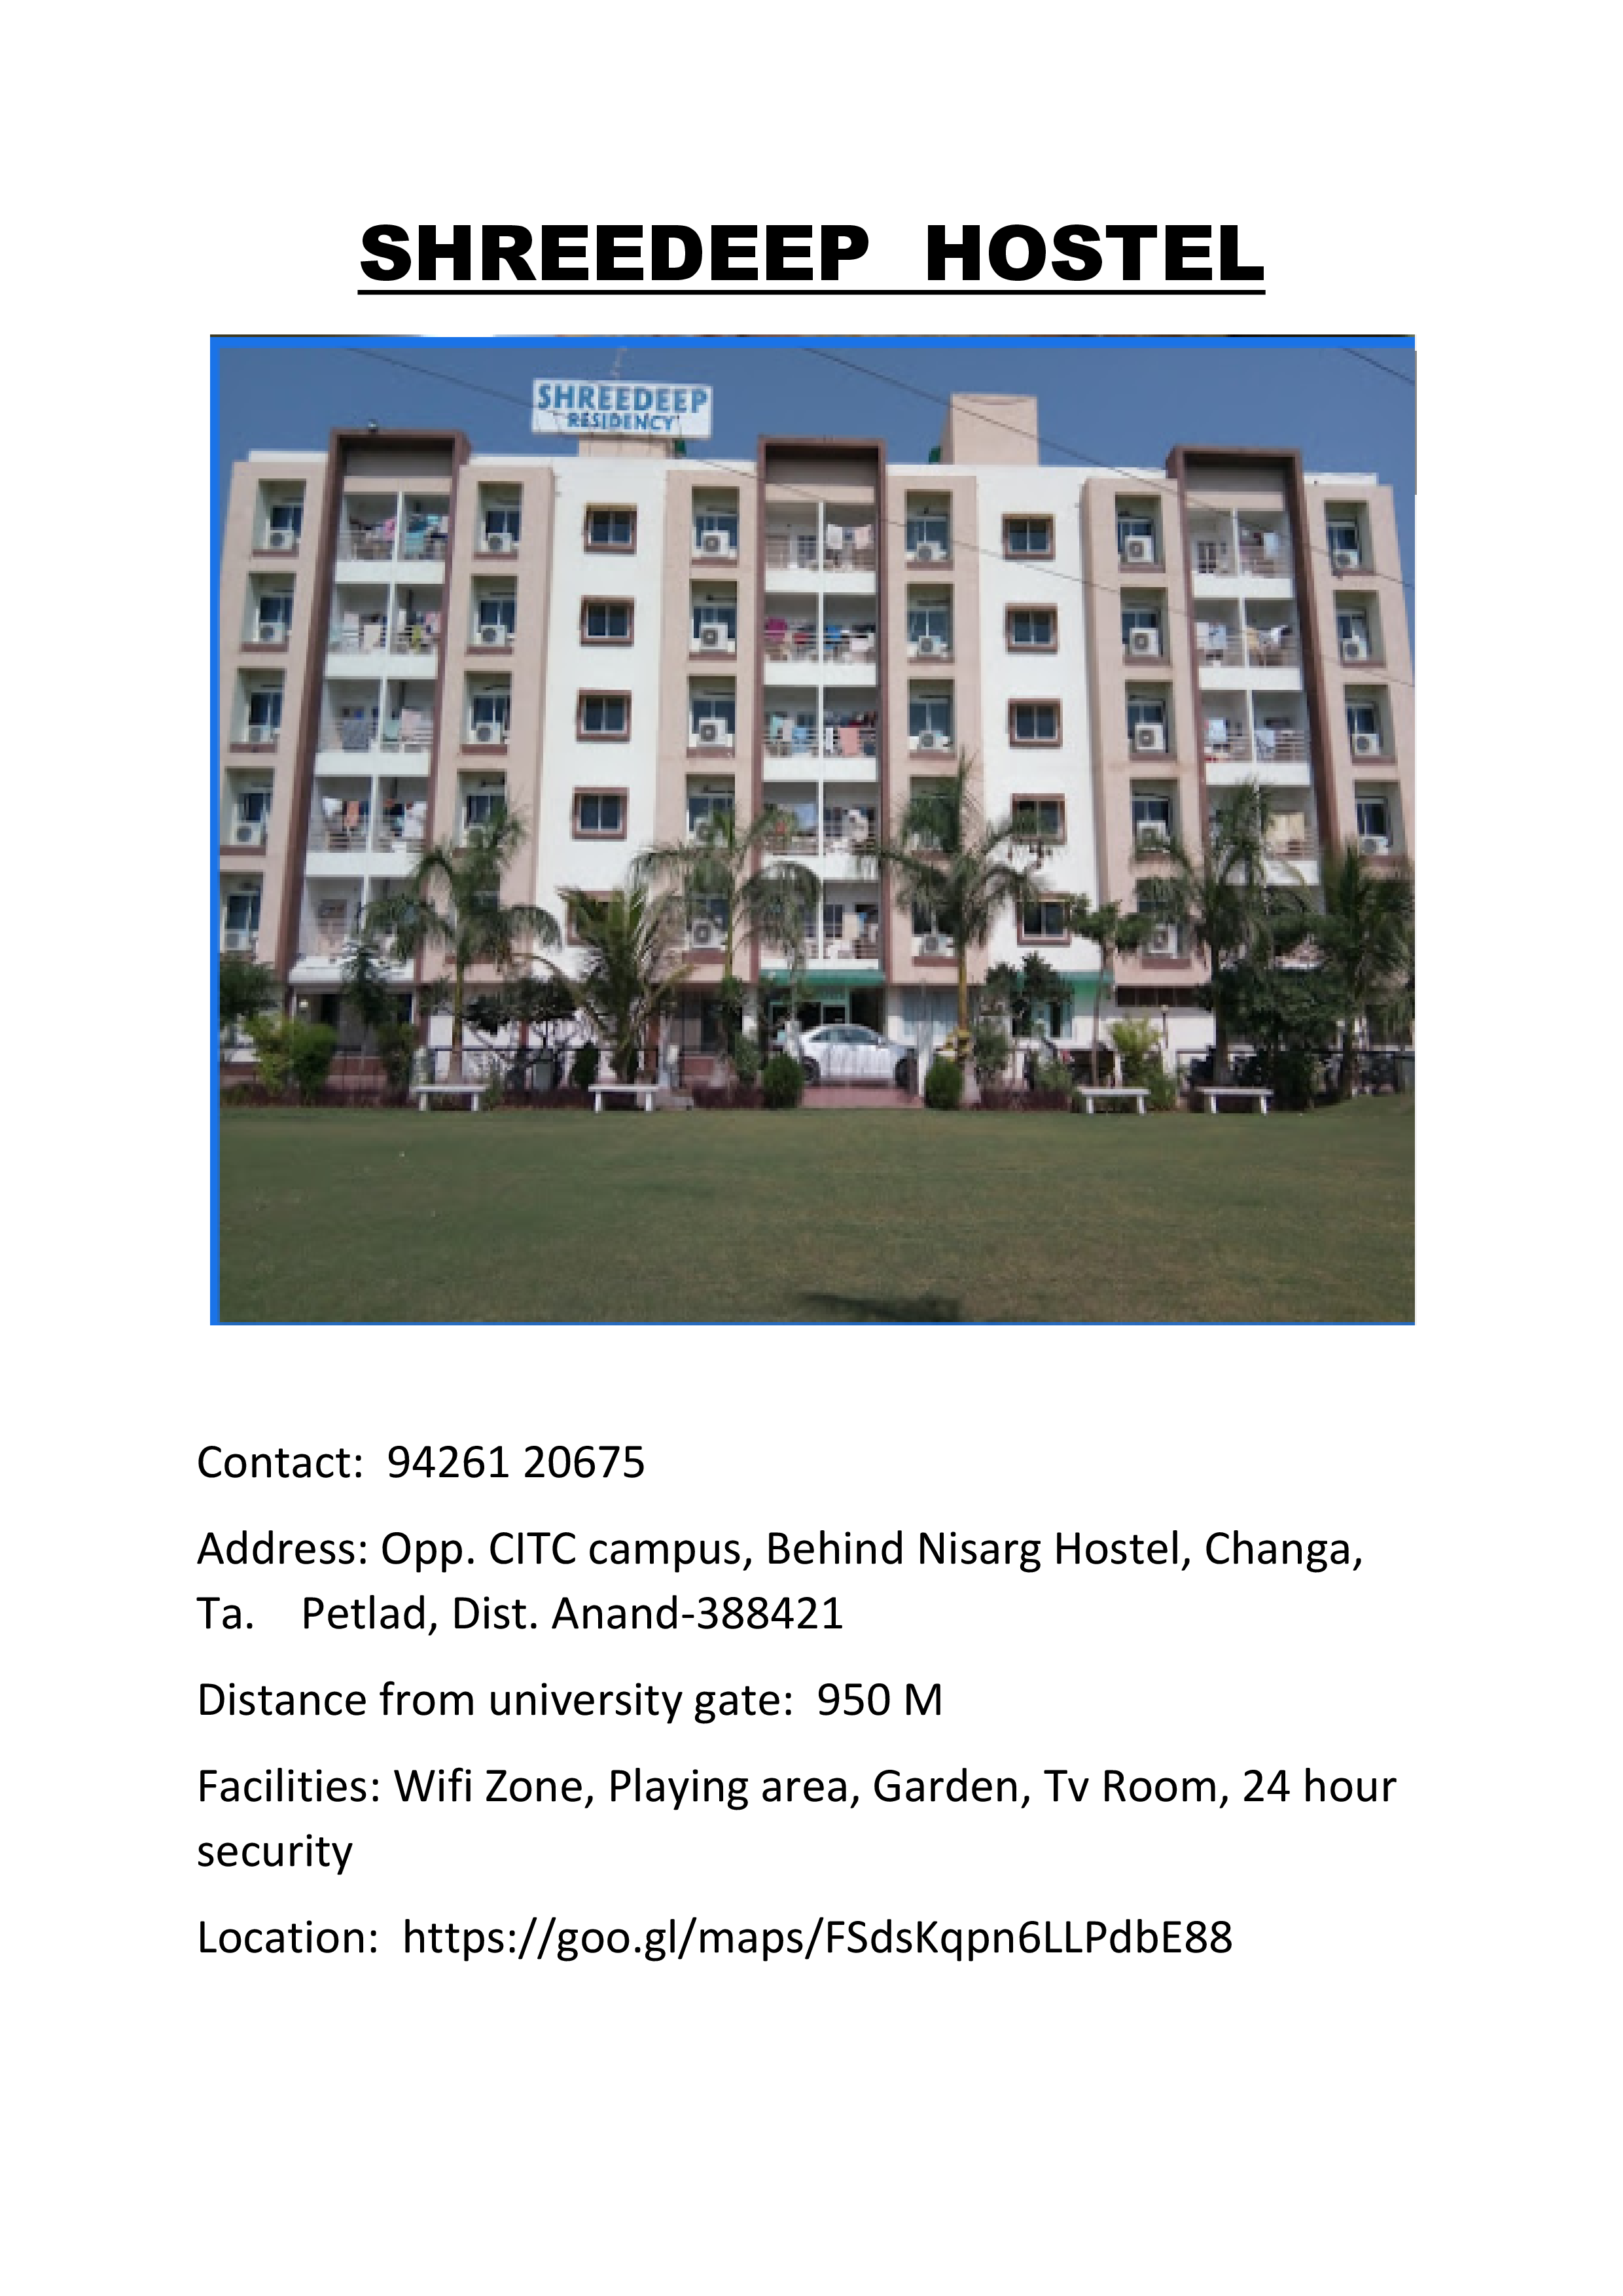 SHREEDEEP HOSTEL
SHREEDEEP
RESIDENCY
Contact: 94261 20675
Address: Opp. CITC campus, Behind Nisarg Hostel, Changa,
Ta. Petlad, Dist. Anand-388421
Distance from university gate: 950 M
Facilities: Wifi Zone, Playing area, Garden, Tv Room, 24 hour
security
Location: https://goo.gl/maps/FSdsKqpn6LLPdbE88